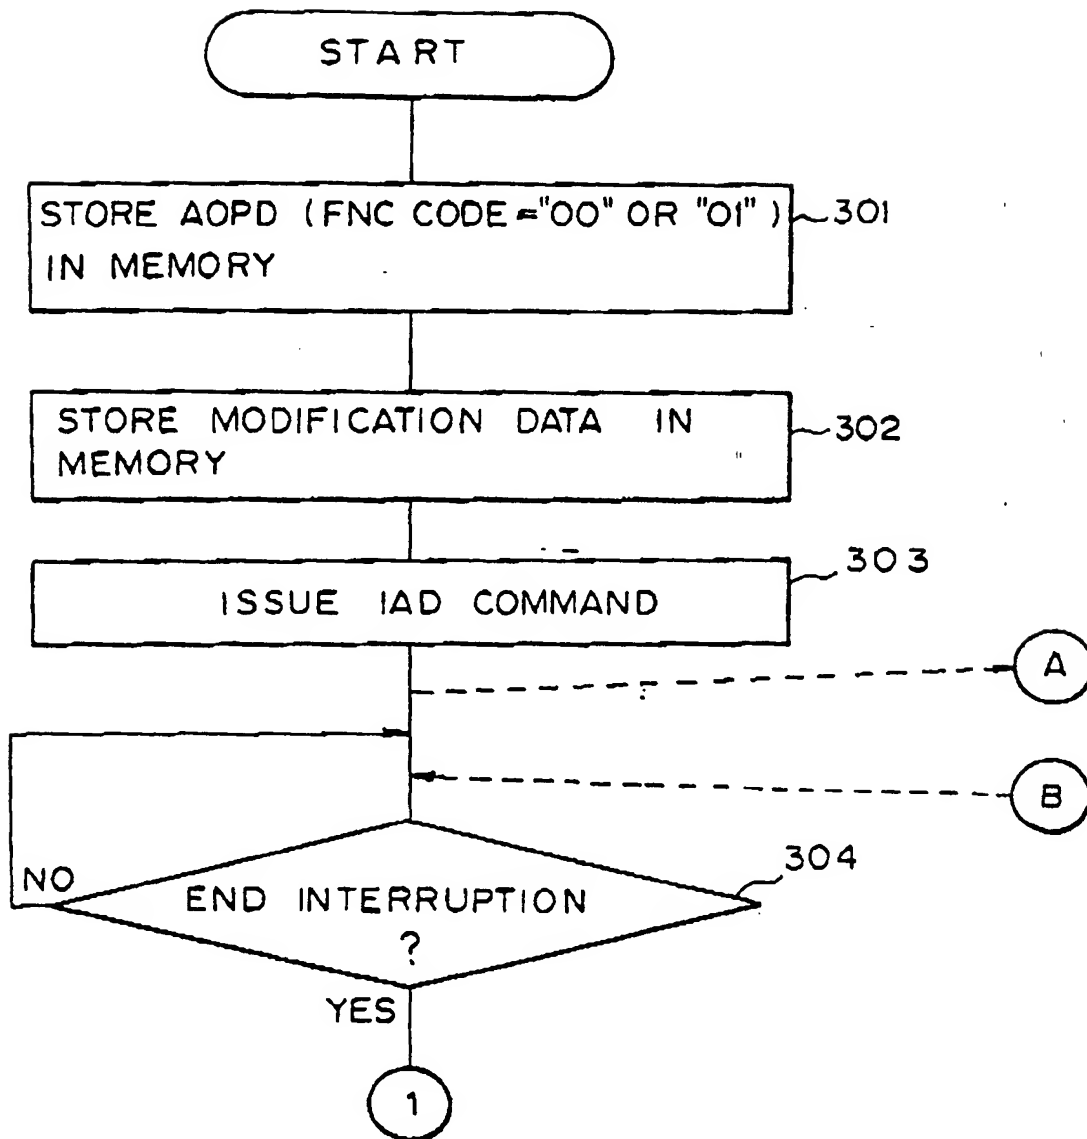 START
STORE AOPD (FNC CODE="00" OR "01")
IN MEMORY
301
STORE MODIFICATION DATA IN
MEMORY
302
ISSUE IAD COMMAND
303
A
B
NO
END INTERRUPTION
?
304
YES
1